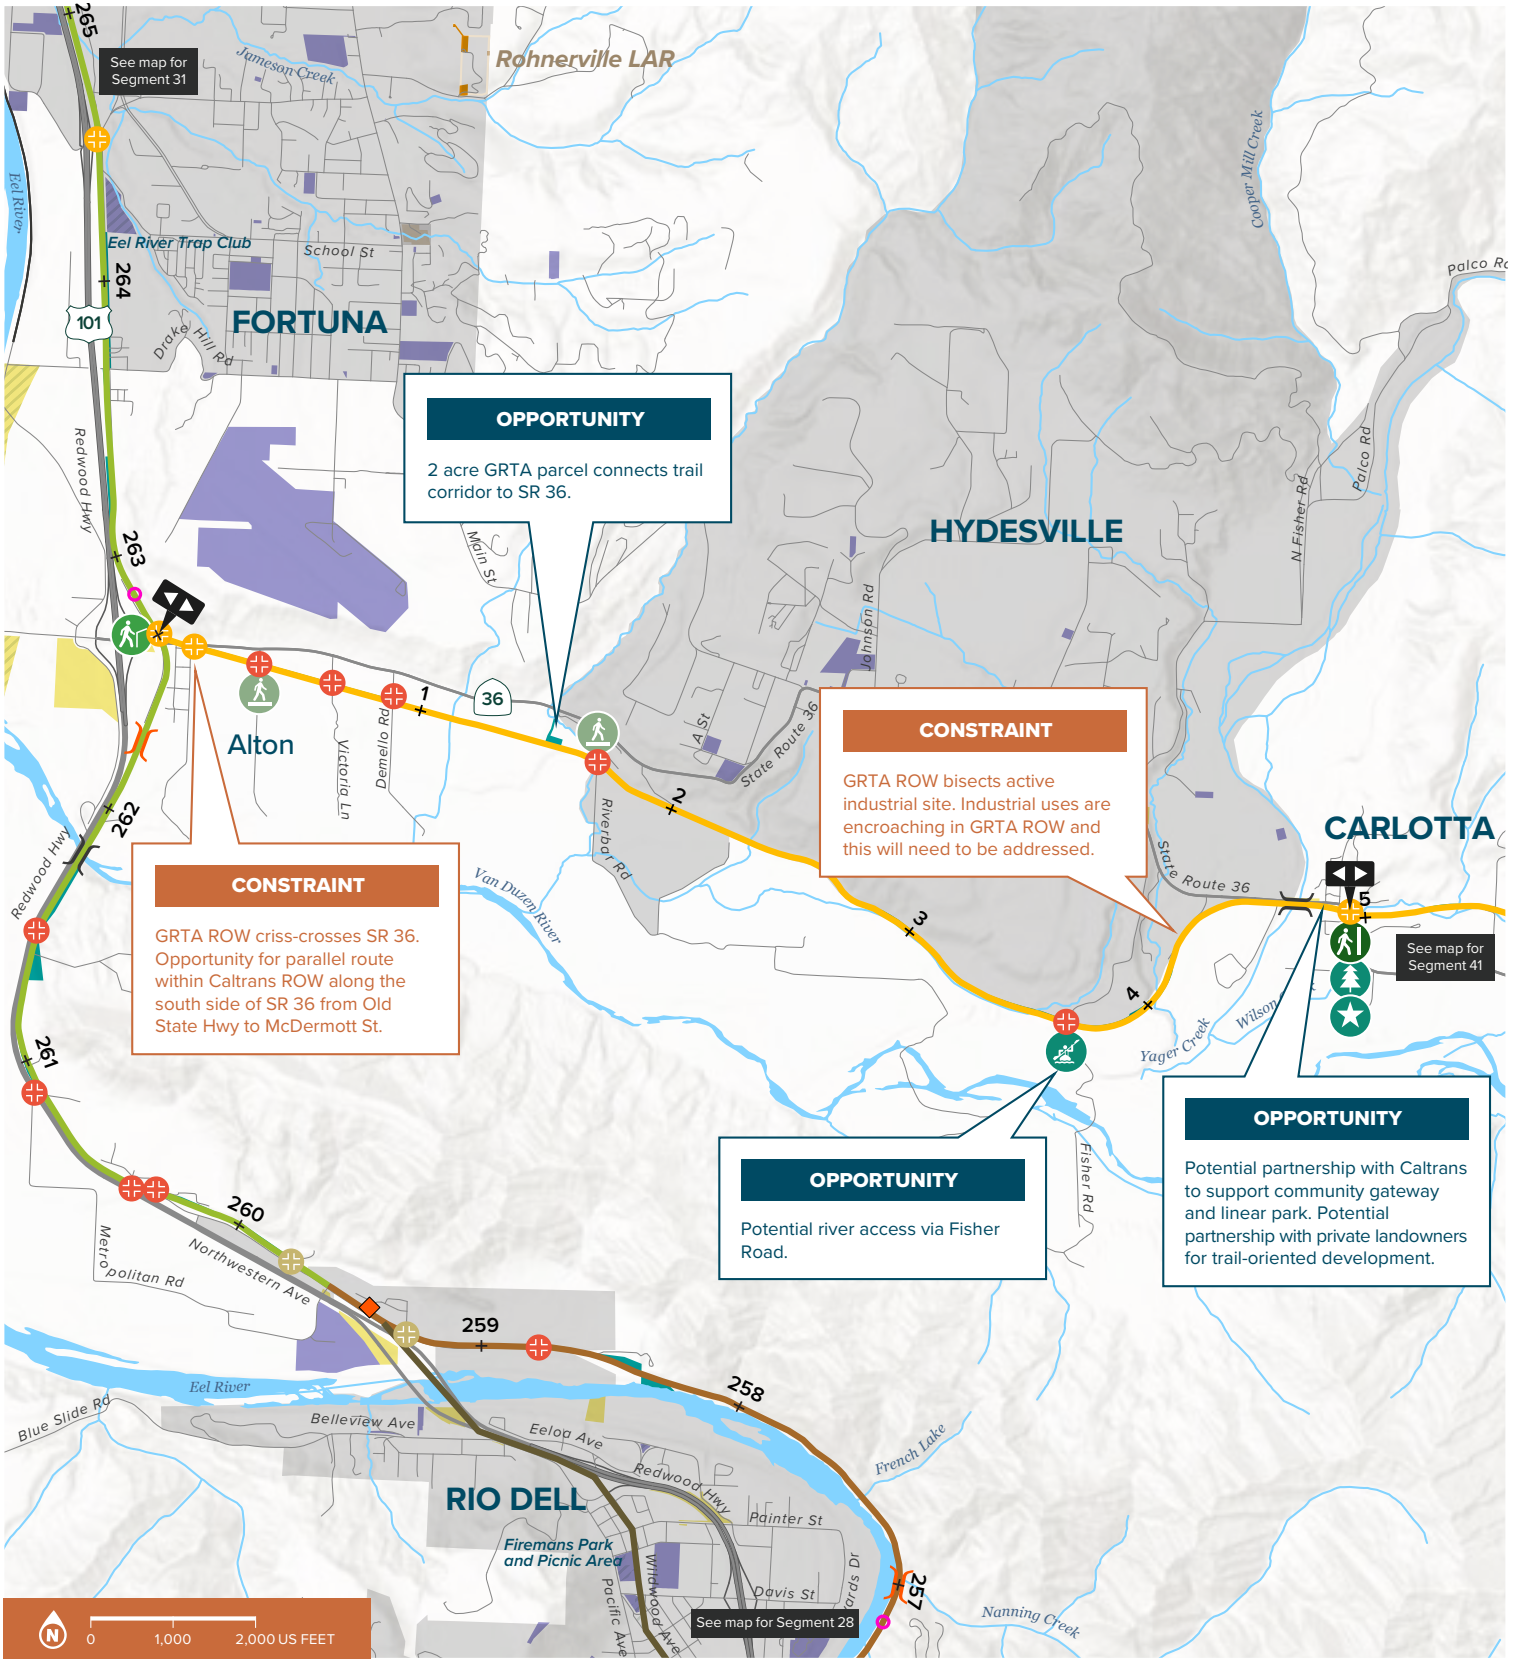 265
See map for
Segment 31
Jameson Creek
Rohnerville LAR
Cooper Mill Creek
Eel River
Eel River Trap Club
School St
264
Palco Rd
101
FORTUNA
Drake Hill Rd
OPPORTUNITY
2 acre GRTA parcel connects trail
corridor to SR 36.
Redwood Hwy
Palco Rd
N Fisher Rd
HYDESVILLE
263
Main St
Johnson Rd
1
36
Alton
Victoria Ln
Demello Rd
A St
State Route 36
CONSTRAINT
GRTA ROW bisects active
industrial site. Industrial uses are
encroaching in GRTA ROW and
this will need to be addressed.
2
262
Riverbar Rd
CARLOTTA
State Route 36
Redwood Hwy
CONSTRAINT
GRTA ROW criss-crosses SR 36.
Opportunity for parallel route
within Caltrans ROW along the
south side of SR 36 from Old
State Hwy to McDermott St.
Van Duzen River
3
5
See map for
Segment 41
4
Wilson
Yager Creek
261
OPPORTUNITY
Potential partnership with Caltrans
to support community gateway
and linear park. Potential
partnership with private landowners
for trail-oriented development.
OPPORTUNITY
Potential river access via Fisher
Road.
Fisher Rd
260
Metropolitan Rd
Northwestern Ave
259
258
Eel River
Blue Slide Rd
Belleview Ave
Eeloa Ave
French Lake
Redwood Hwy
RIO DELL
Painter St
Firemans Park
and Picnic Area
Wildwood Ave
Pacific Ave
Davis St
257
See map for Segment 28
Nanning Creek
N
0 1,000 2,000 US FEET